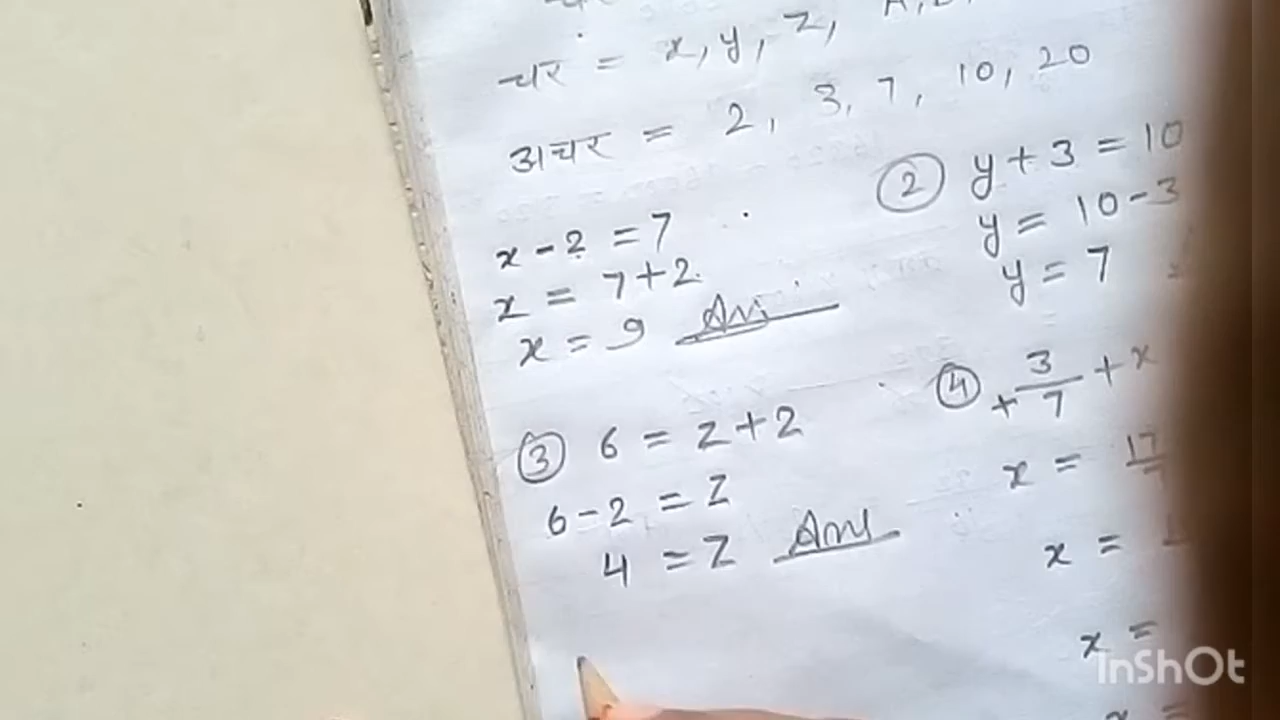 चर = x, y, z,
अचर = 2, 3, 7, 10, 20
x - 2 = 7
x = 7+2
x = 9 Ans
② y + 3 = 10
y = 10-3
y = 7
③ 6 = z+2
6-2 = z
4 = z Ans
④ + 3/7 + x
x = 17
x =
x =
x =
InShOt